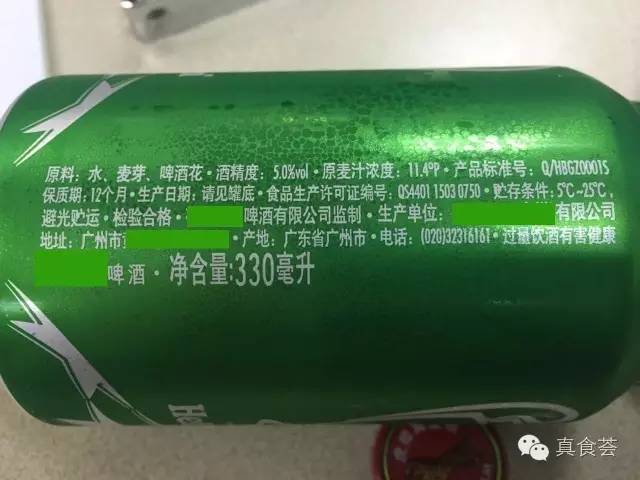 原料：水、麦芽、啤酒花·酒精度：5.0%vol·原麦汁浓度：11.4°P·产品标准号：Q/HBGZ0001S
保质期：12个月·生产日期：请见罐底·食品生产许可证编号：QS4401 1503 0750·贮存条件：5℃-25℃，
避光贮运·检验合格· 啤酒有限公司监制·生产单位： 有限公司
地址：广州市 ·产地：广东省广州市·电话：(020)32316161·过量饮酒有害健康
啤酒·净含量：330毫升
真食荟